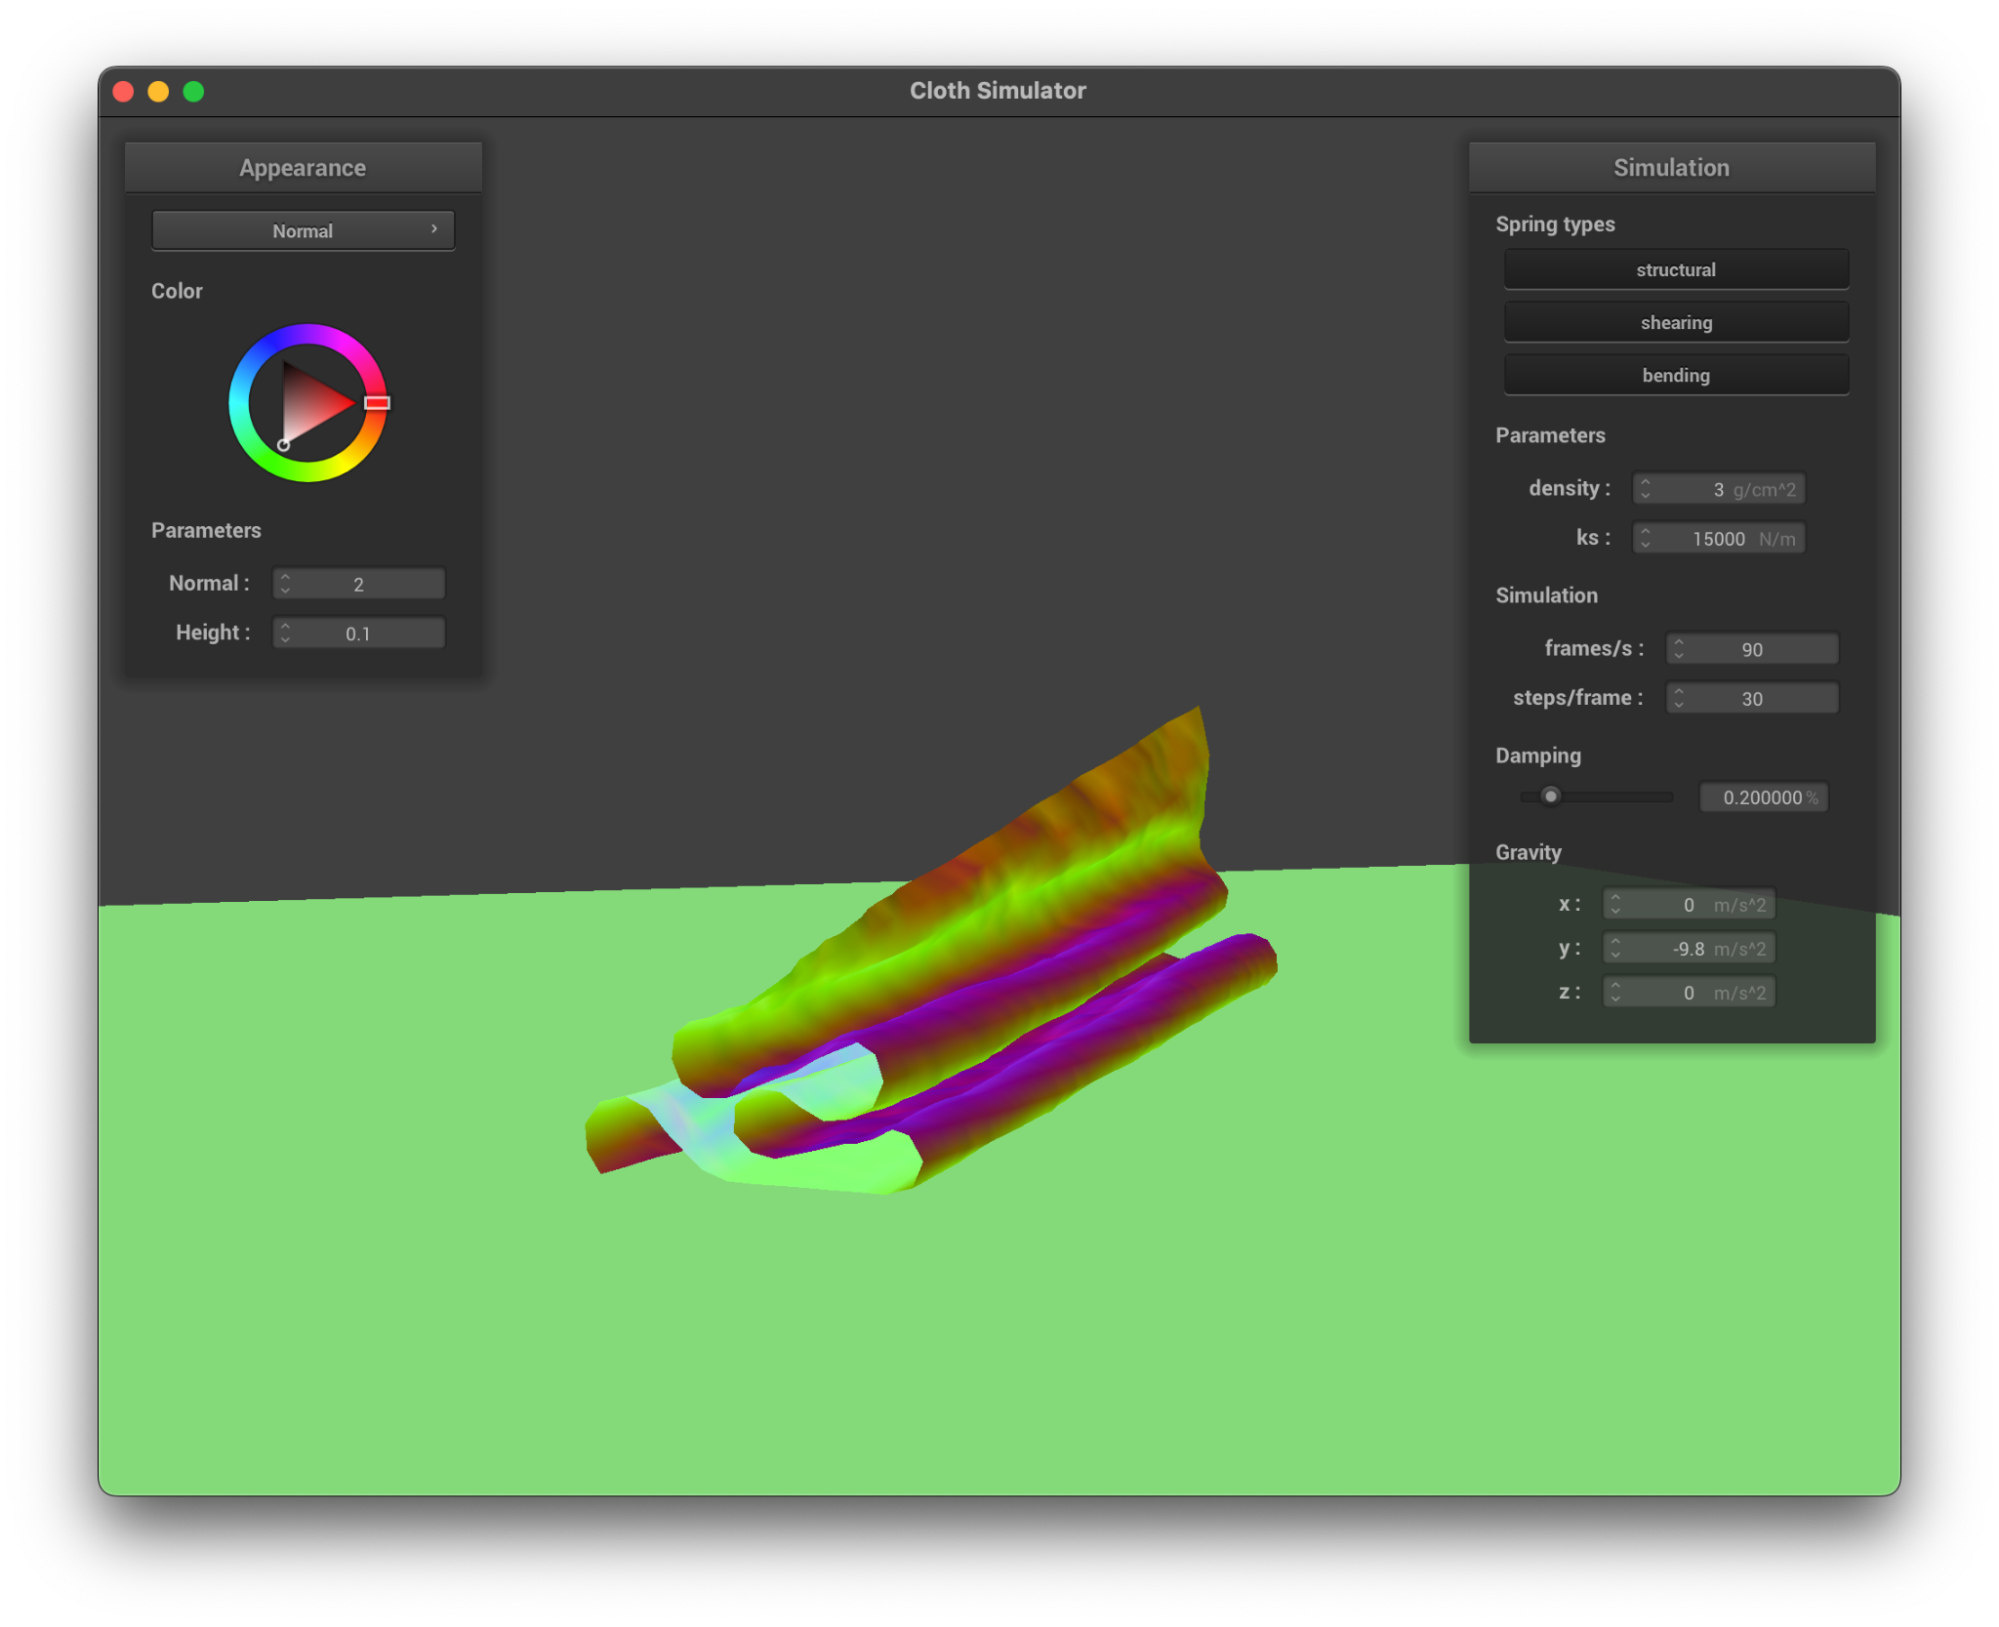 Cloth Simulator
Appearance
Normal
Color
Parameters
Normal : 2
Height : 0.1
Simulation
Spring types
structural
shearing
bending
Parameters
density : 3 g/cm^2
ks : 15000 N/m
Simulation
frames/s : 90
steps/frame : 30
Damping
0.200000 %
Gravity
x : 0 m/s^2
y : -9.8 m/s^2
z : 0 m/s^2